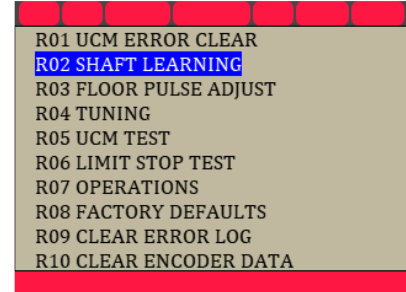 R01 UCM ERROR CLEAR
R02 SHAFT LEARNING
R03 FLOOR PULSE ADJUST
R04 TUNING
R05 UCM TEST
R06 LIMIT STOP TEST
R07 OPERATIONS
R08 FACTORY DEFAULTS
R09 CLEAR ERROR LOG
R10 CLEAR ENCODER DATA